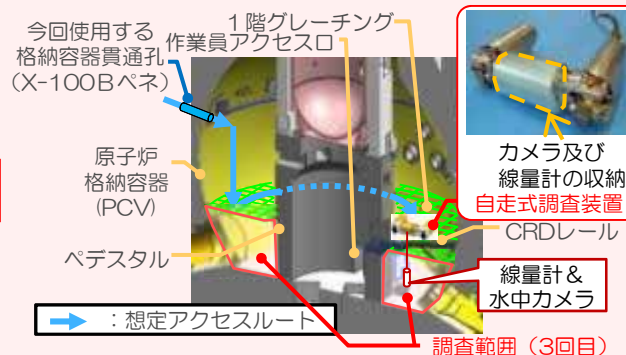 今回使用する
格納容器貫通孔
(X-100Bペネ)
1階グレーチング
作業員アクセス口
原子炉
格納容器
(PCV)
ペデスタル
カメラ及び
線量計の収納
自走式調査装置
CRDレール
線量計&
水中カメラ
：想定アクセスルート
調査範囲（3回目）